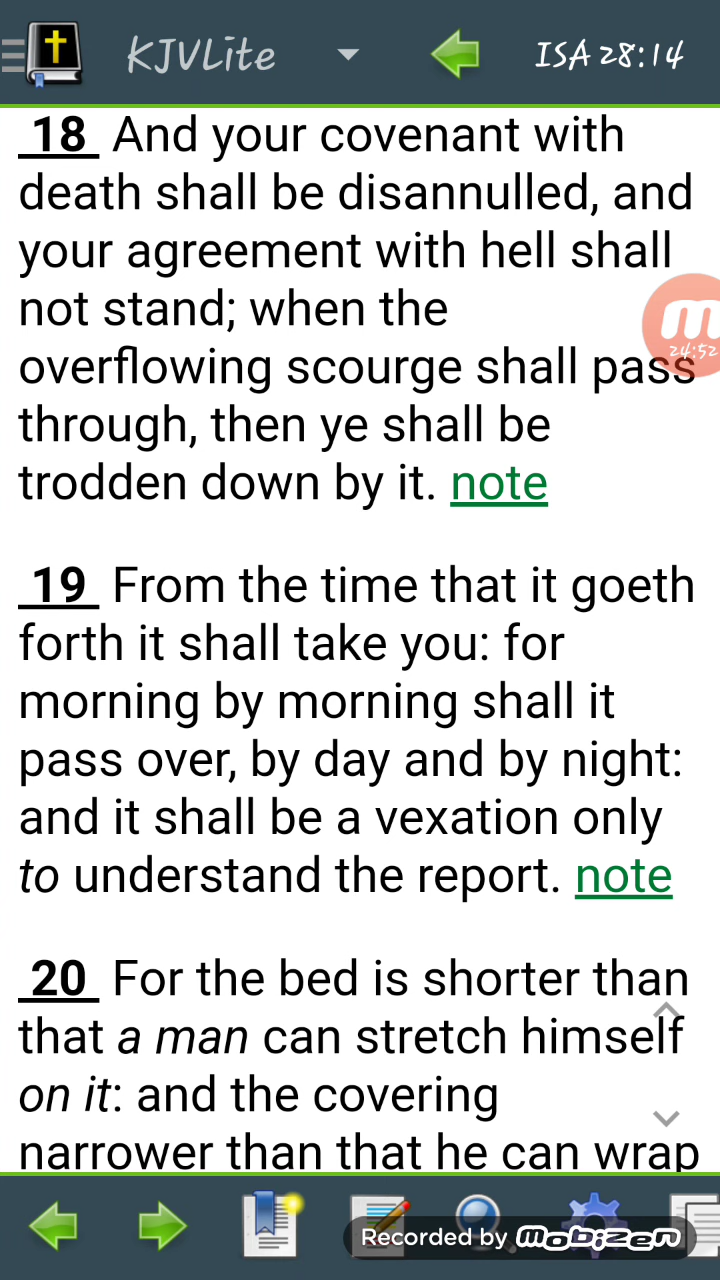 KJVLite ISA 28:14
18 And your covenant with
death shall be disannulled, and
your agreement with hell shall
not stand; when the
overflowing scourge shall pass
through, then ye shall be
trodden down by it. note
m
24:52
19 From the time that it goeth
forth it shall take you: for
morning by morning shall it
pass over, by day and by night:
and it shall be a vexation only
to understand the report. note
20 For the bed is shorter than
that a man can stretch himself
on it: and the covering
narrower than that he can wrap
Recorded by mobizen